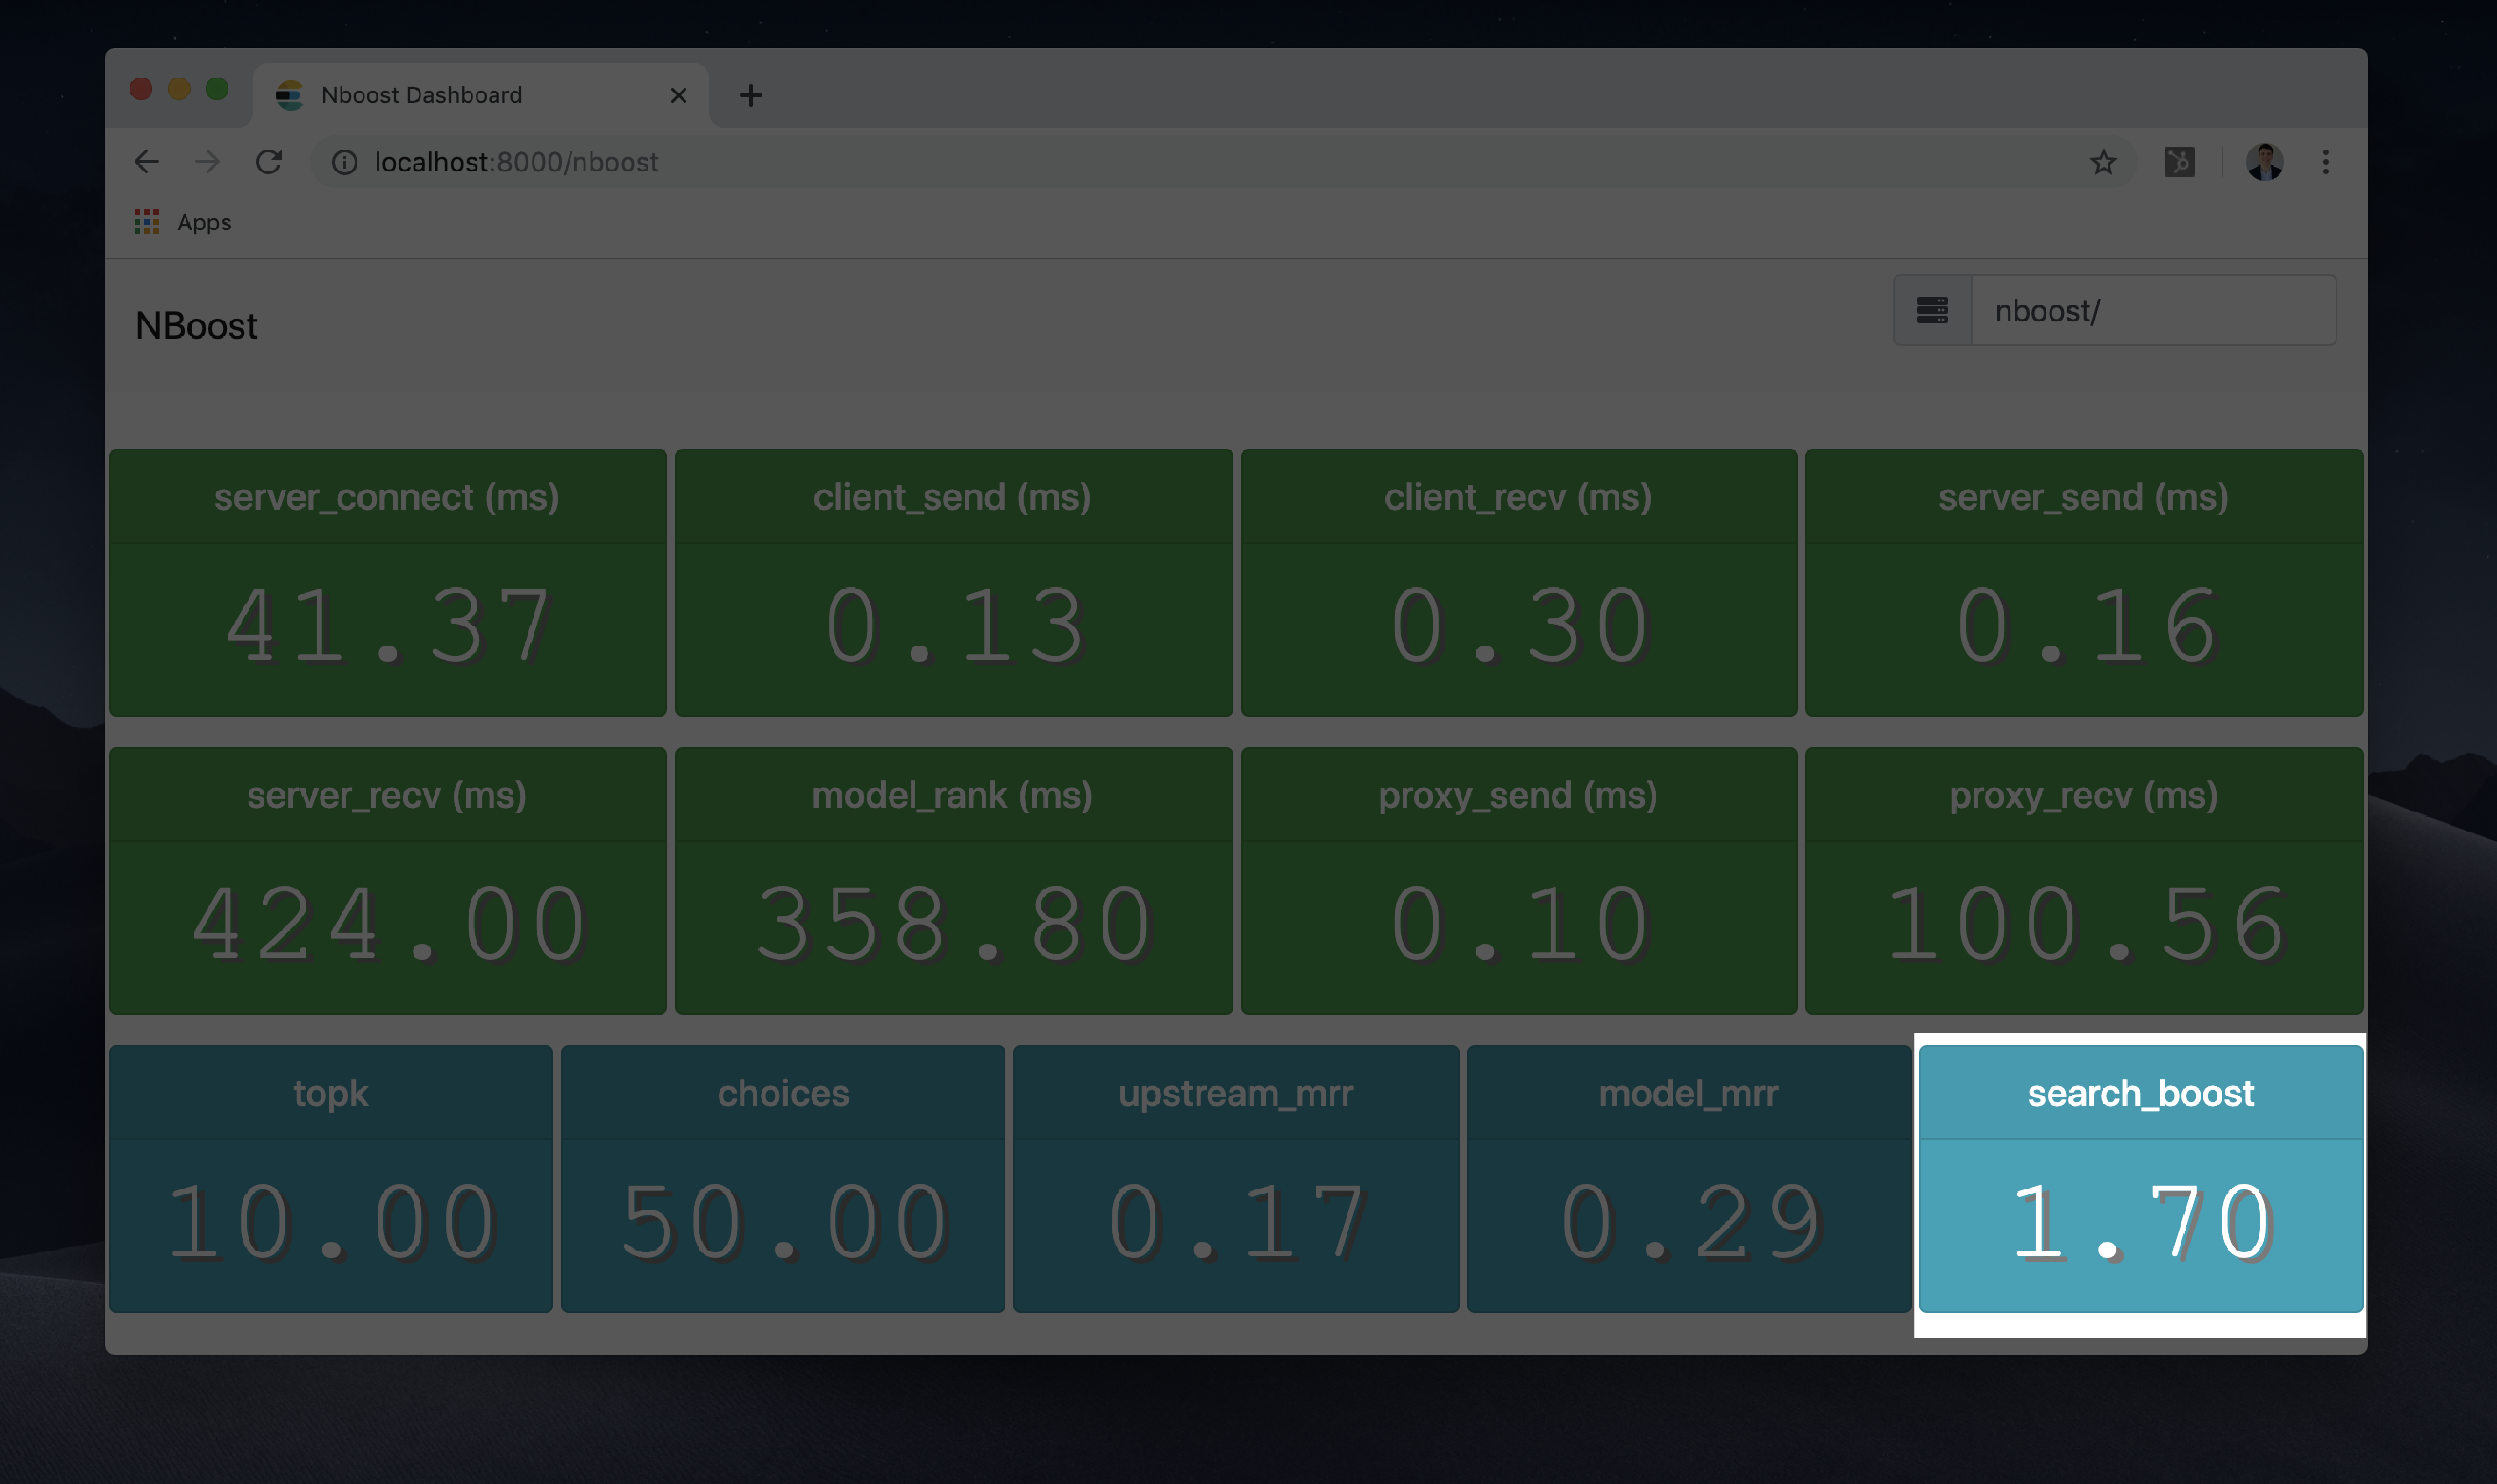 Nboost Dashboard
localhost:8000/nboost
Apps
NBoost
nboost/
server_connect (ms)
client_send (ms)
client_recv (ms)
server_send (ms)
41.37
0.13
0.30
0.16
server_recv (ms)
model_rank (ms)
proxy_send (ms)
proxy_recv (ms)
424.00
358.80
0.10
100.56
topk
choices
upstream_mrr
model_mrr
search_boost
10.00
50.00
0.17
0.29
1.70